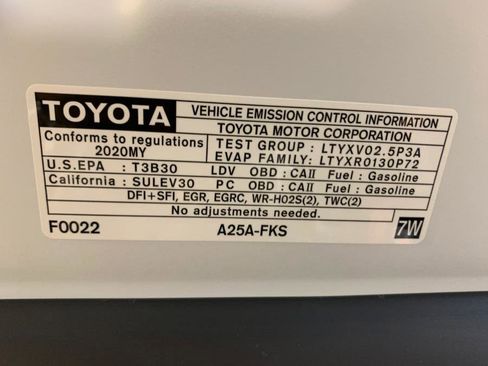 TOYOTA VEHICLE EMISSION CONTROL INFORMATION
TOYOTA MOTOR CORPORATION
Conforms to regulations
2020MY
TEST GROUP : LTYXV02.5P3A
EVAP FAMILY: LTYXR0130P72
U.S.EPA : T3B30 LDV OBD : CAII Fuel : Gasoline
California : SULEV30 PC OBD : CAII Fuel : Gasoline
DFI+SFI, EGR, EGRC, WR-HO2S(2), TWC(2)
No adjustments needed.
F0022 A25A-FKS 7W